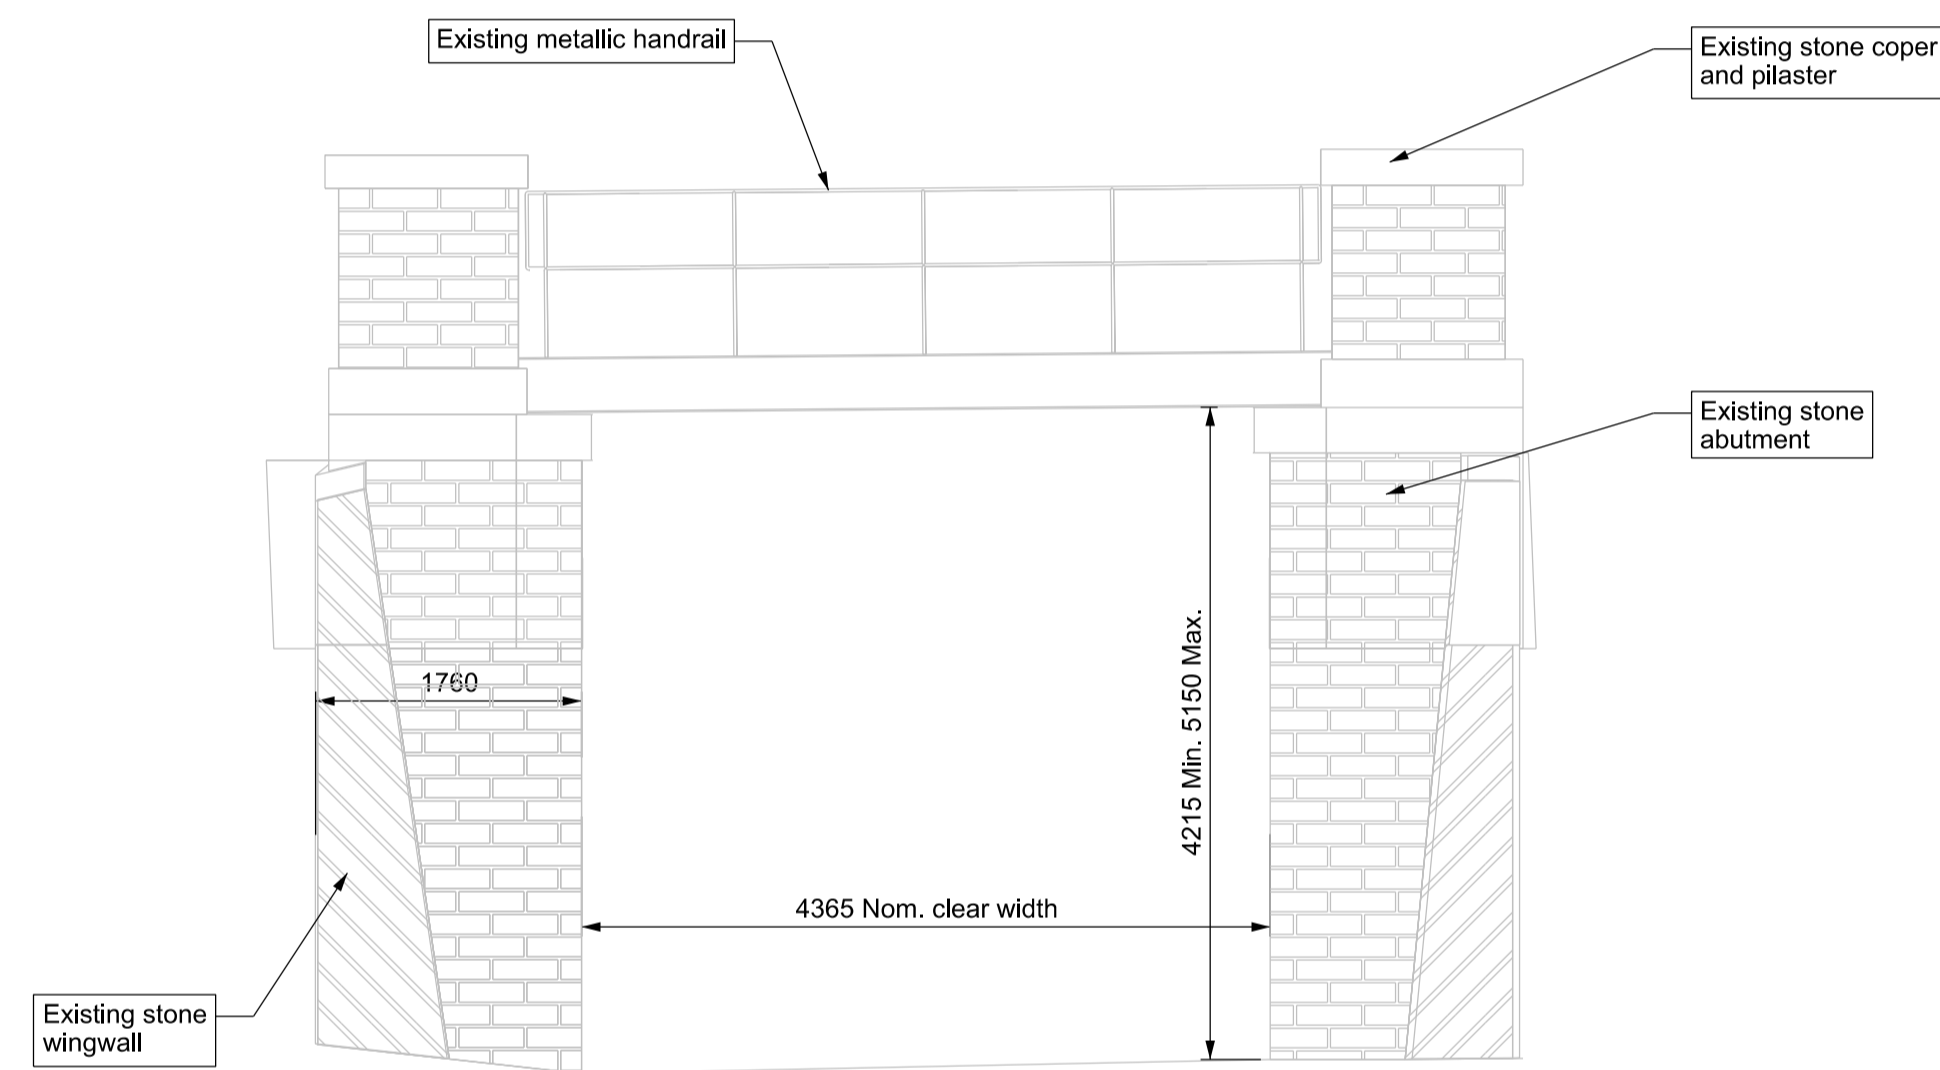 Existing metallic handrail
Existing stone coper
and pilaster
Existing stone
abutment
1760
4215 Min. 5150 Max.
4365 Nom. clear width
Existing stone
wingwall